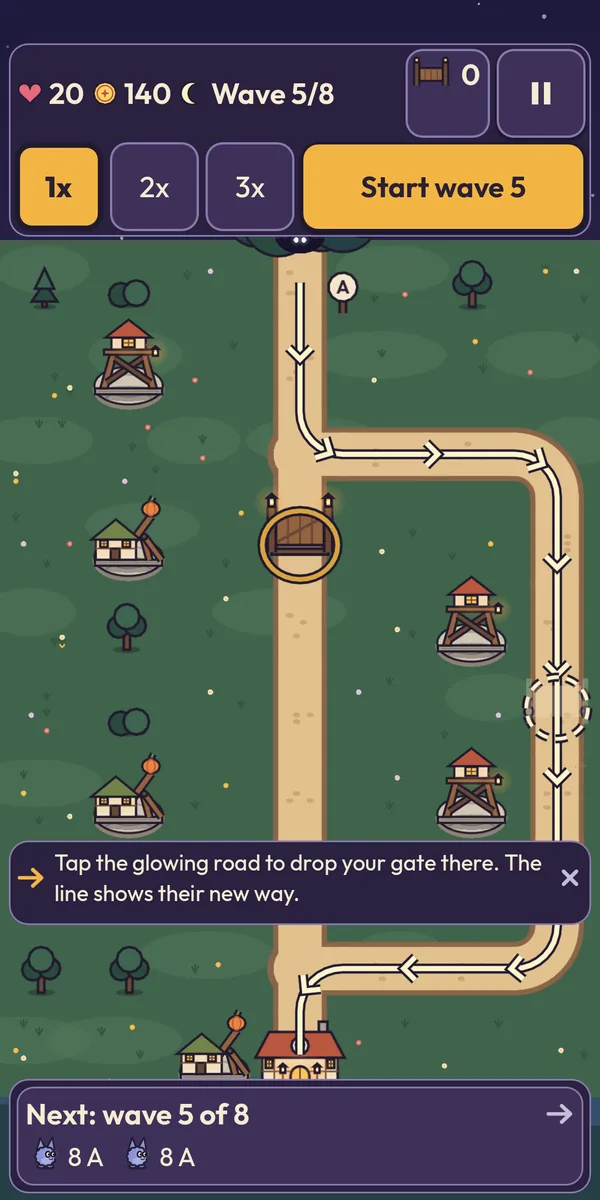 20 140 Wave 5/8 0
1x 2x 3x Start wave 5
A
Tap the glowing road to drop your gate there. The
line shows their new way.
Next: wave 5 of 8
8 A 8 A